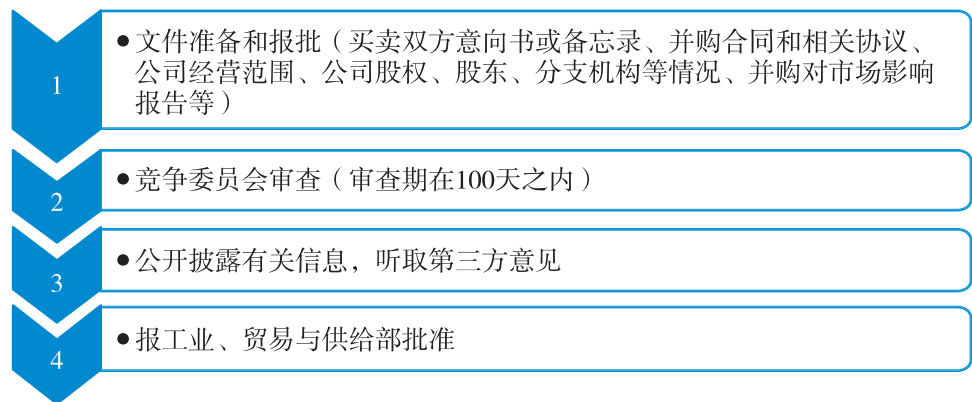 1
●文件准备和报批（买卖双方意向书或备忘录、并购合同和相关协议、
公司经营范围、公司股权、股东、分支机构等情况、并购对市场影响
报告等）
2
●竞争委员会审查（审查期在100天之内）
3
●公开披露有关信息，听取第三方意见
4
●报工业、贸易与供给部批准